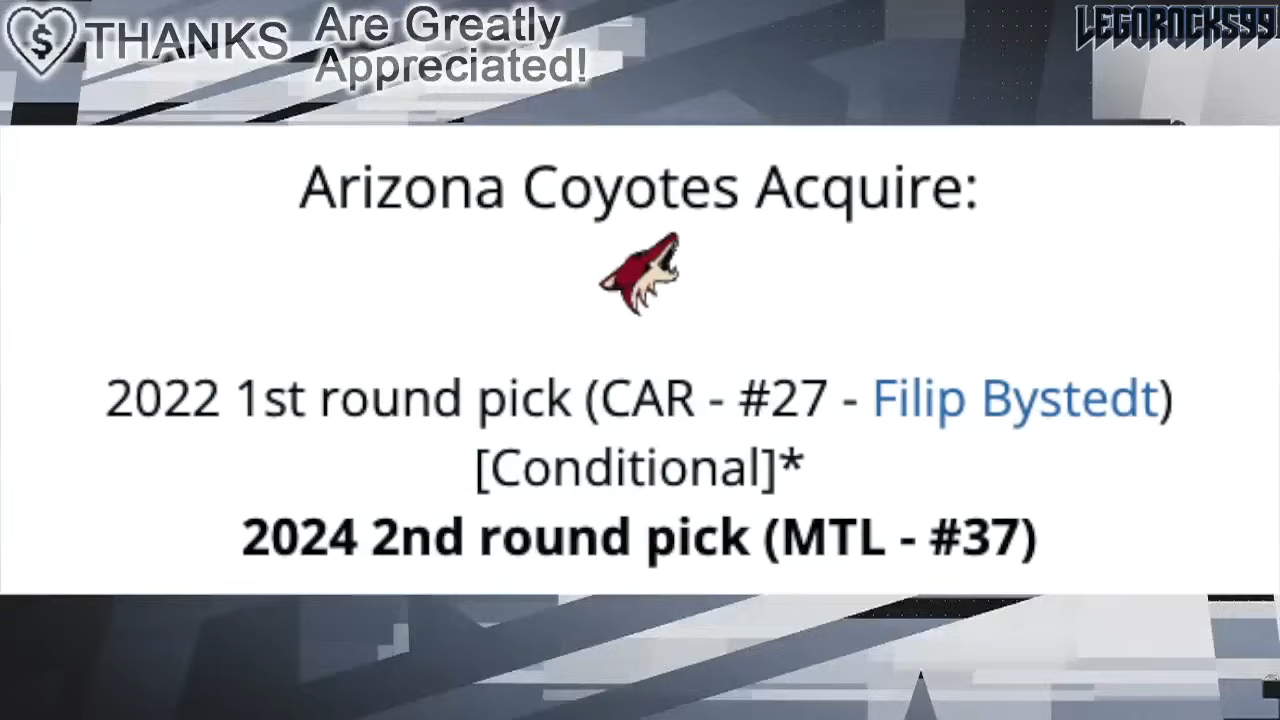 THANKS Are Greatly
Appreciated!
LEGOROCKS99
Arizona Coyotes Acquire:
2022 1st round pick (CAR - #27 - Filip Bystedt)
[Conditional]*
2024 2nd round pick (MTL - #37)